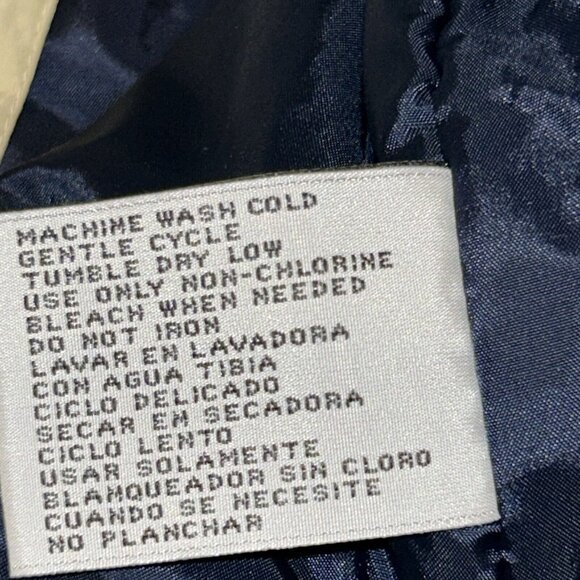 MACHINE WASH COLD
GENTLE CYCLE
TUMBLE DRY LOW
USE ONLY NON-CHLORINE
BLEACH WHEN NEEDED
DO NOT IRON
LAVAR EN LAVADORA
CON AGUA TIBIA
CICLO DELICADO
SECAR EN SECADORA
CICLO LENTO
USAR SOLAMENTE
BLANQUEADOR SIN CLORO
CUANDO SE NECESITE
NO PLANCHAR